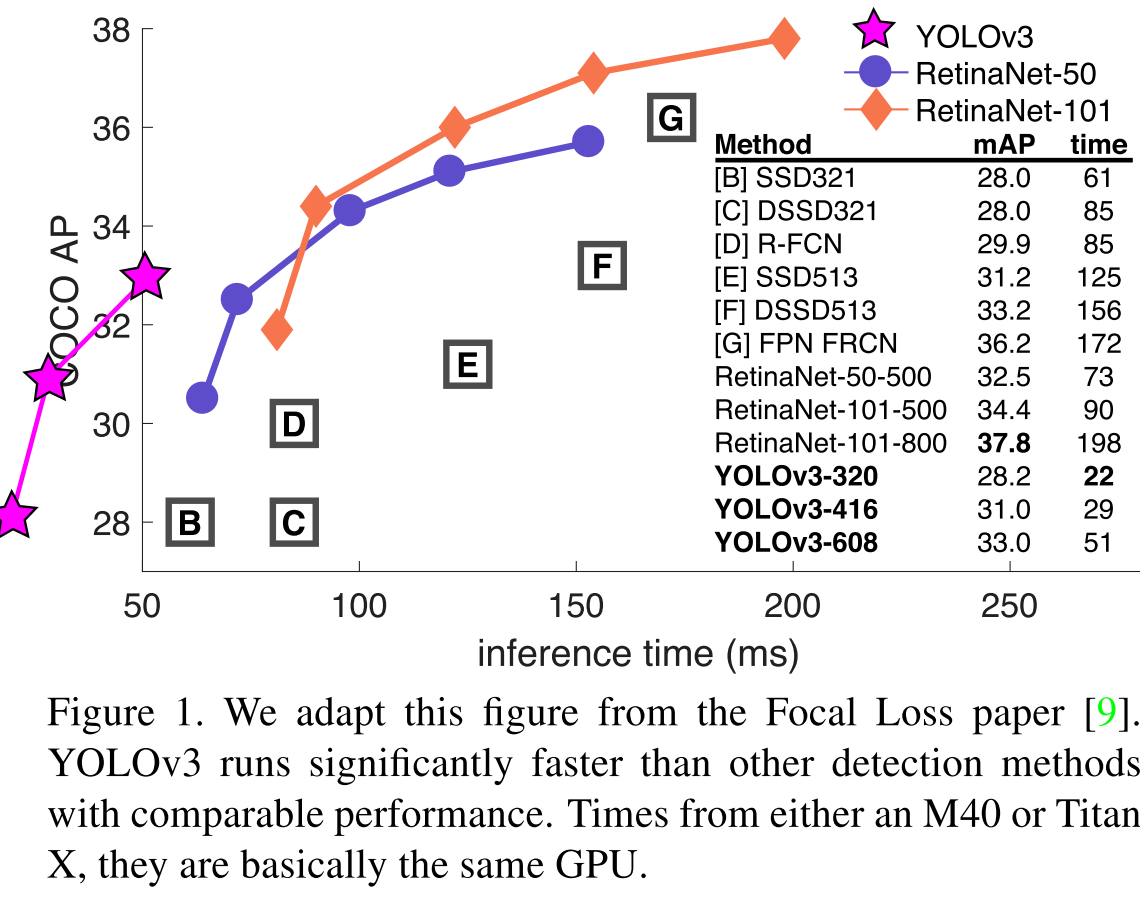 38
36
34
32
30
28
COCO AP
50
100
150
200
250
inference time (ms)
B
C
D
E
F
G
YOLOv3
RetinaNet-50
RetinaNet-101
Method mAP time
[B] SSD321 28.0 61
[C] DSSD321 28.0 85
[D] R-FCN 29.9 85
[E] SSD513 31.2 125
[F] DSSD513 33.2 156
[G] FPN FRCN 36.2 172
RetinaNet-50-500 32.5 73
RetinaNet-101-500 34.4 90
RetinaNet-101-800 37.8 198
YOLOv3-320 28.2 22
YOLOv3-416 31.0 29
YOLOv3-608 33.0 51
Figure 1. We adapt this figure from the Focal Loss paper [9].
YOLOv3 runs significantly faster than other detection methods
with comparable performance. Times from either an M40 or Titan
X, they are basically the same GPU.